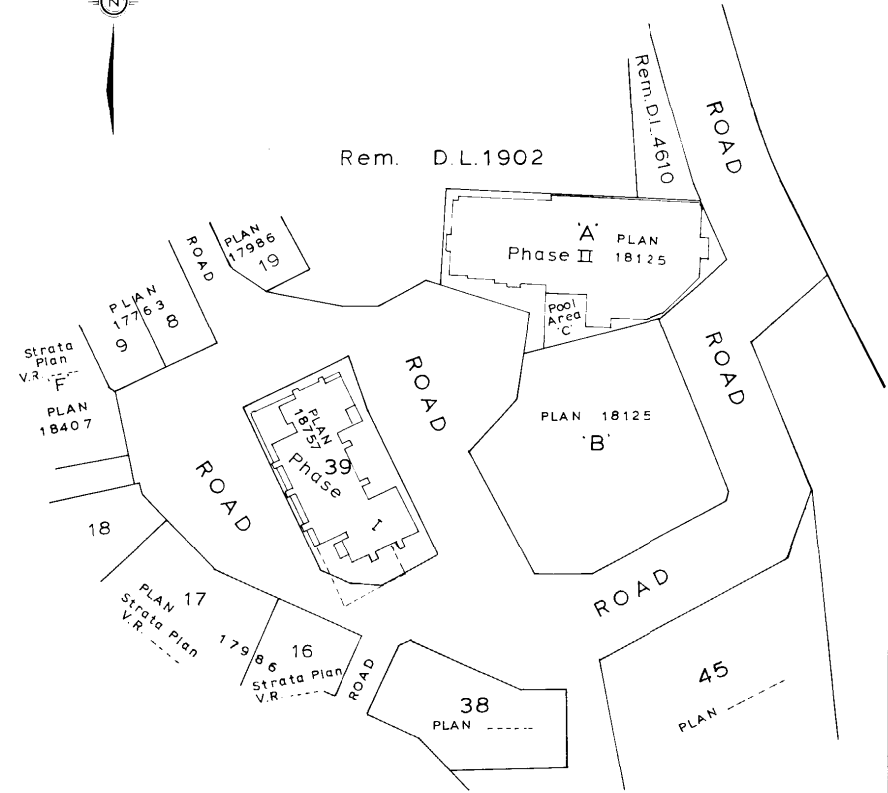 N
Rem. D.L.1902
Rem. D.L.4610
ROAD
'A' PLAN
Phase II 18125
Pool
Area
'C'
PLAN
17986
19
ROAD
PLAN
17763
9 8
Strata
Plan
V.R. ----
F
PLAN
18407
ROAD
ROAD
PLAN 18125
'B'
PLAN
18757
39
Phase
I
ROAD
18
PLAN 17
Strata Plan
V.R. ----
17986
16
Strata Plan
V.R. ------
ROAD
ROAD
38
PLAN ------
45
PLAN -------